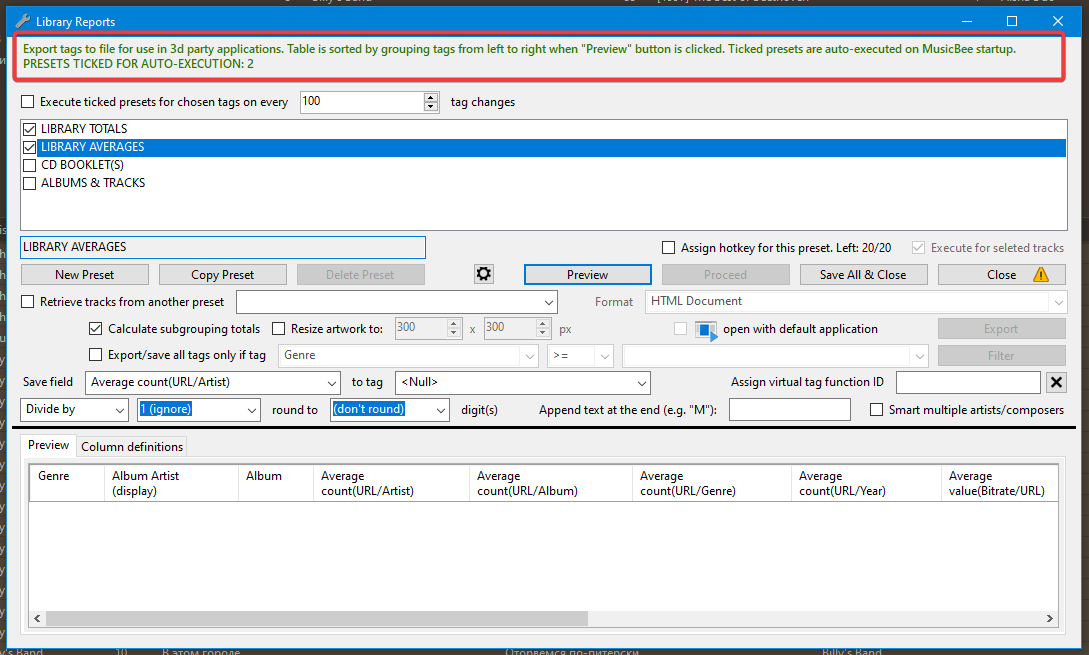 Library Reports
Export tags to file for use in 3d party applications. Table is sorted by grouping tags from left to right when "Preview" button is clicked. Ticked presets are auto-executed on MusicBee startup.
PRESETS TICKED FOR AUTO-EXECUTION: 2
Execute ticked presets for chosen tags on every 100 tag changes
LIBRARY TOTALS
LIBRARY AVERAGES
CD BOOKLET(S)
ALBUMS & TRACKS
LIBRARY AVERAGES Assign hotkey for this preset. Left: 20/20 Execute for seleted tracks
New Preset Copy Preset Delete Preset Preview Proceed Save All & Close Close
Retrieve tracks from another preset Format HTML Document
Calculate subgrouping totals Resize artwork to: 300 x 300 px open with default application Export
Export/save all tags only if tag Genre >= Filter
Save field Average count(URL/Artist) to tag <Null> Assign virtual tag function ID
Divide by 1 (ignore) round to (don't round) digit(s) Append text at the end (e.g. "M"): Smart multiple artists/composers
Preview Column definitions
Genre Album Artist Album Average Average Average Average Average
(display) count(URL/Artist) count(URL/Album) count(URL/Genre) count(URL/Year) value(Bitrate/URL)
10 В этом городе Оторвемся по-питерски Billy's Band